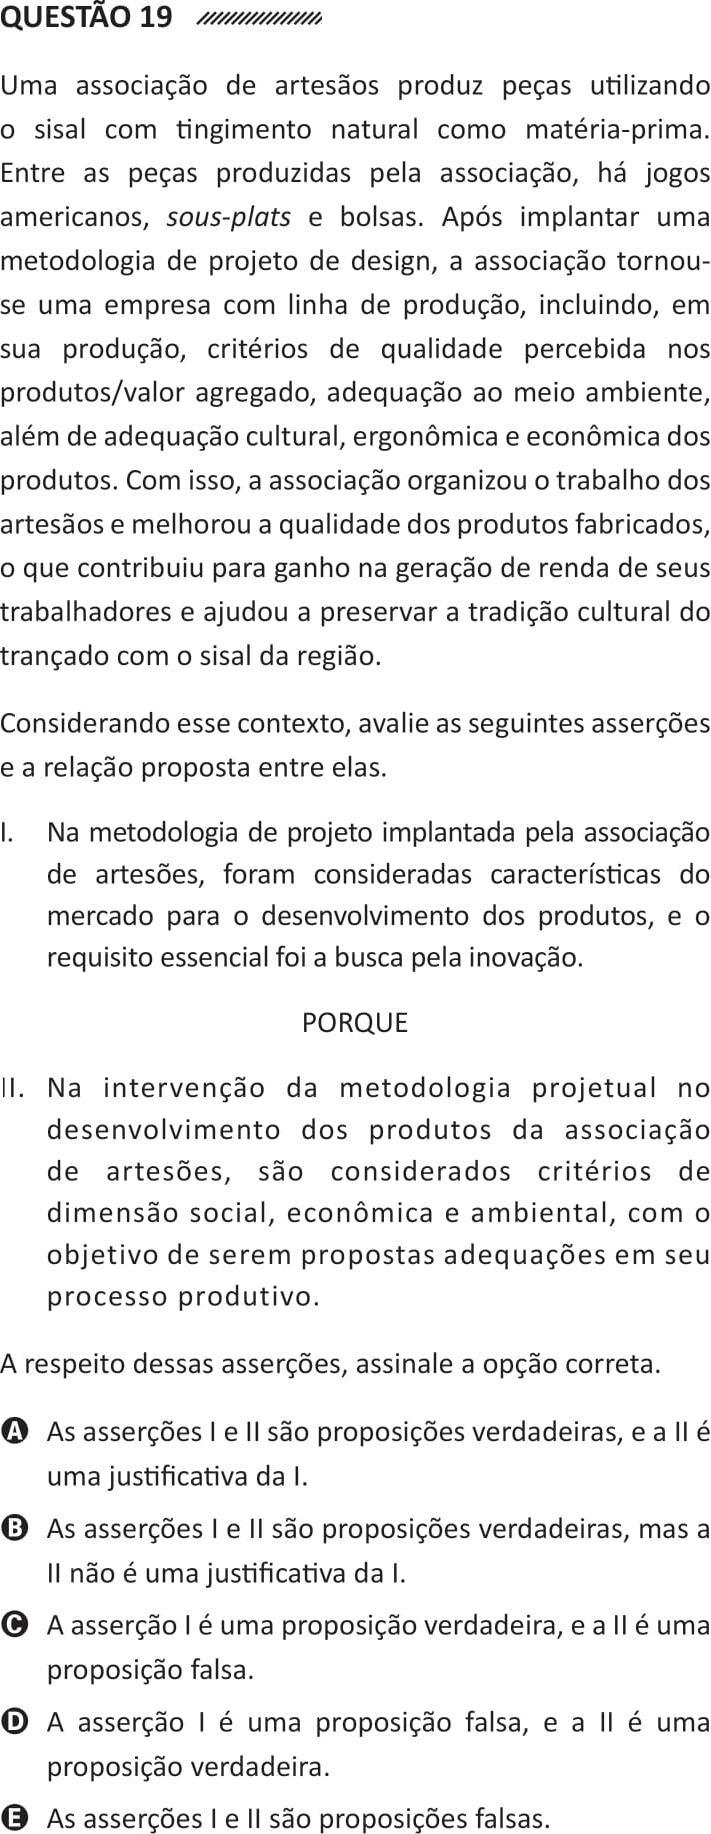 QUESTÃO 19
Uma associação de artesãos produz peças utilizando
o sisal com tingimento natural como matéria-prima.
Entre as peças produzidas pela associação, há jogos
americanos, sous-plats e bolsas. Após implantar uma
metodologia de projeto de design, a associação tornou-
se uma empresa com linha de produção, incluindo, em
sua produção, critérios de qualidade percebida nos
produtos/valor agregado, adequação ao meio ambiente,
além de adequação cultural, ergonômica e econômica dos
produtos. Com isso, a associação organizou o trabalho dos
artesãos e melhorou a qualidade dos produtos fabricados,
o que contribuiu para ganho na geração de renda de seus
trabalhadores e ajudou a preservar a tradição cultural do
trançado com o sisal da região.
Considerando esse contexto, avalie as seguintes asserções
e a relação proposta entre elas.
I. Na metodologia de projeto implantada pela associação
de artesões, foram consideradas características do
mercado para o desenvolvimento dos produtos, e o
requisito essencial foi a busca pela inovação.
PORQUE
II. Na intervenção da metodologia projetual no
desenvolvimento dos produtos da associação
de artesões, são considerados critérios de
dimensão social, econômica e ambiental, com o
objetivo de serem propostas adequações em seu
processo produtivo.
A respeito dessas asserções, assinale a opção correta.
A As asserções I e II são proposições verdadeiras, e a II é
uma justificativa da I.
B As asserções I e II são proposições verdadeiras, mas a
II não é uma justificativa da I.
C A asserção I é uma proposição verdadeira, e a II é uma
proposição falsa.
D A asserção I é uma proposição falsa, e a II é uma
proposição verdadeira.
E As asserções I e II são proposições falsas.